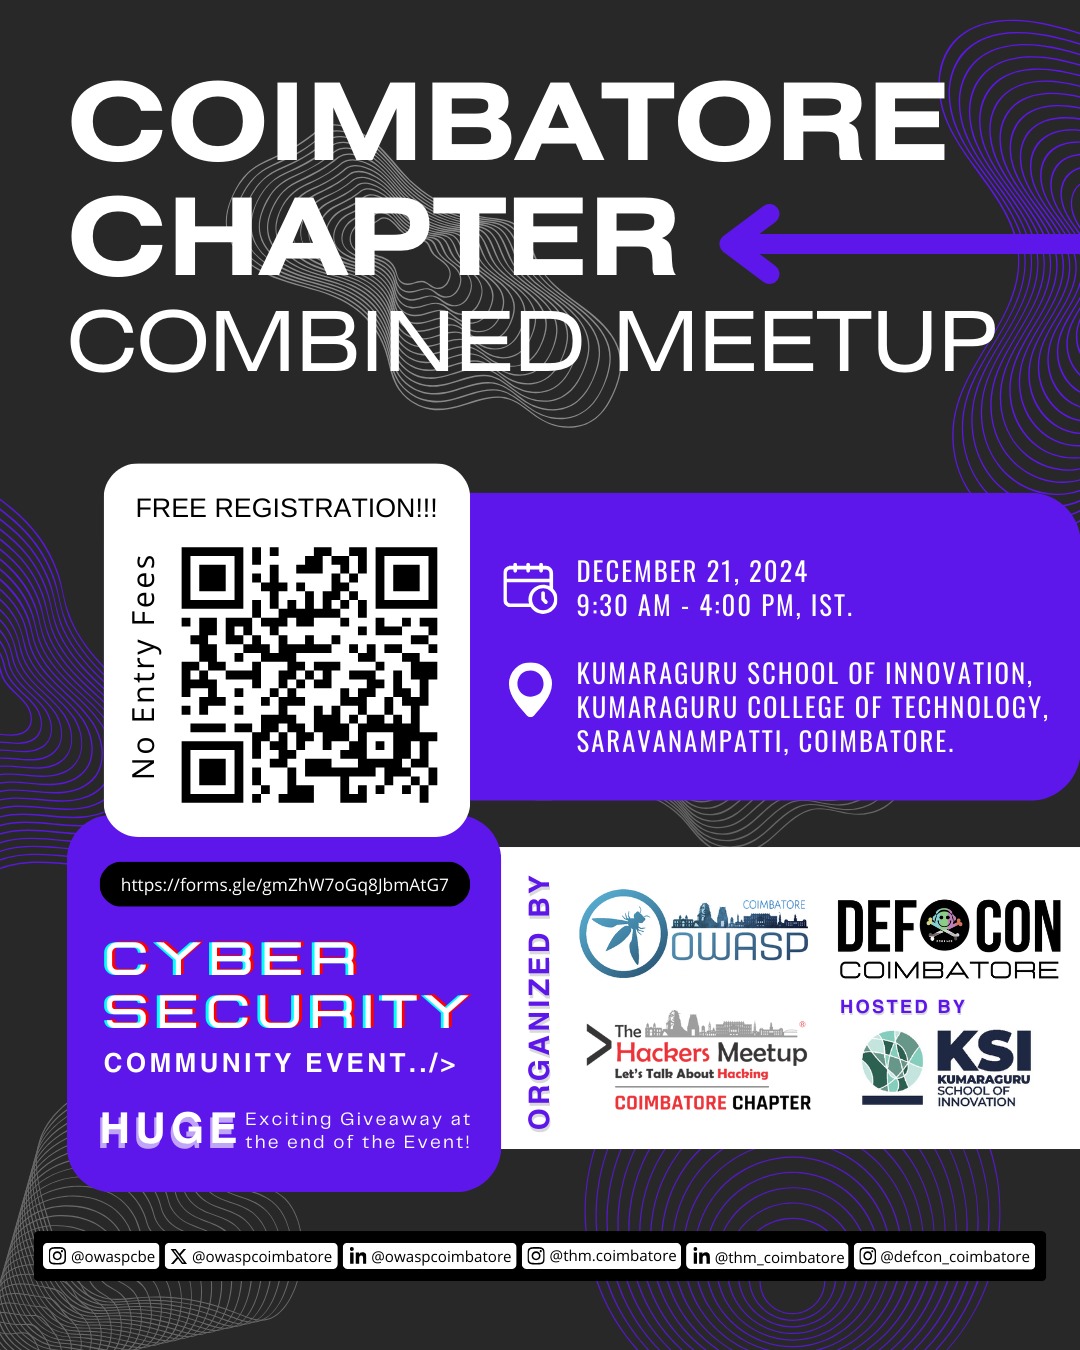 COIMBATORE
CHAPTER
COMBINED MEETUP
FREE REGISTRATION!!!
No Entry Fees
DECEMBER 21, 2024
9:30 AM - 4:00 PM, IST.
KUMARAGURU SCHOOL OF INNOVATION,
KUMARAGURU COLLEGE OF TECHNOLOGY,
SARAVANAMPATTI, COIMBATORE.
https://forms.gle/gmZhW7oGq8JbmAtG7
CYBER
SECURITY
COMMUNITY EVENT../>
HUGE
Exciting Giveaway at
the end of the Event!
ORGANIZED BY
COIMBATORE
OWASP
DEFCON
COIMBATORE
The
Hackers Meetup
®
Let's Talk About Hacking
COIMBATORE CHAPTER
HOSTED BY
KSI
KUMARAGURU
SCHOOL OF
INNOVATION
@owaspcbe
@owaspcoimbatore
@owaspcoimbatore
@thm.coimbatore
@thm_coimbatore
@defcon_coimbatore